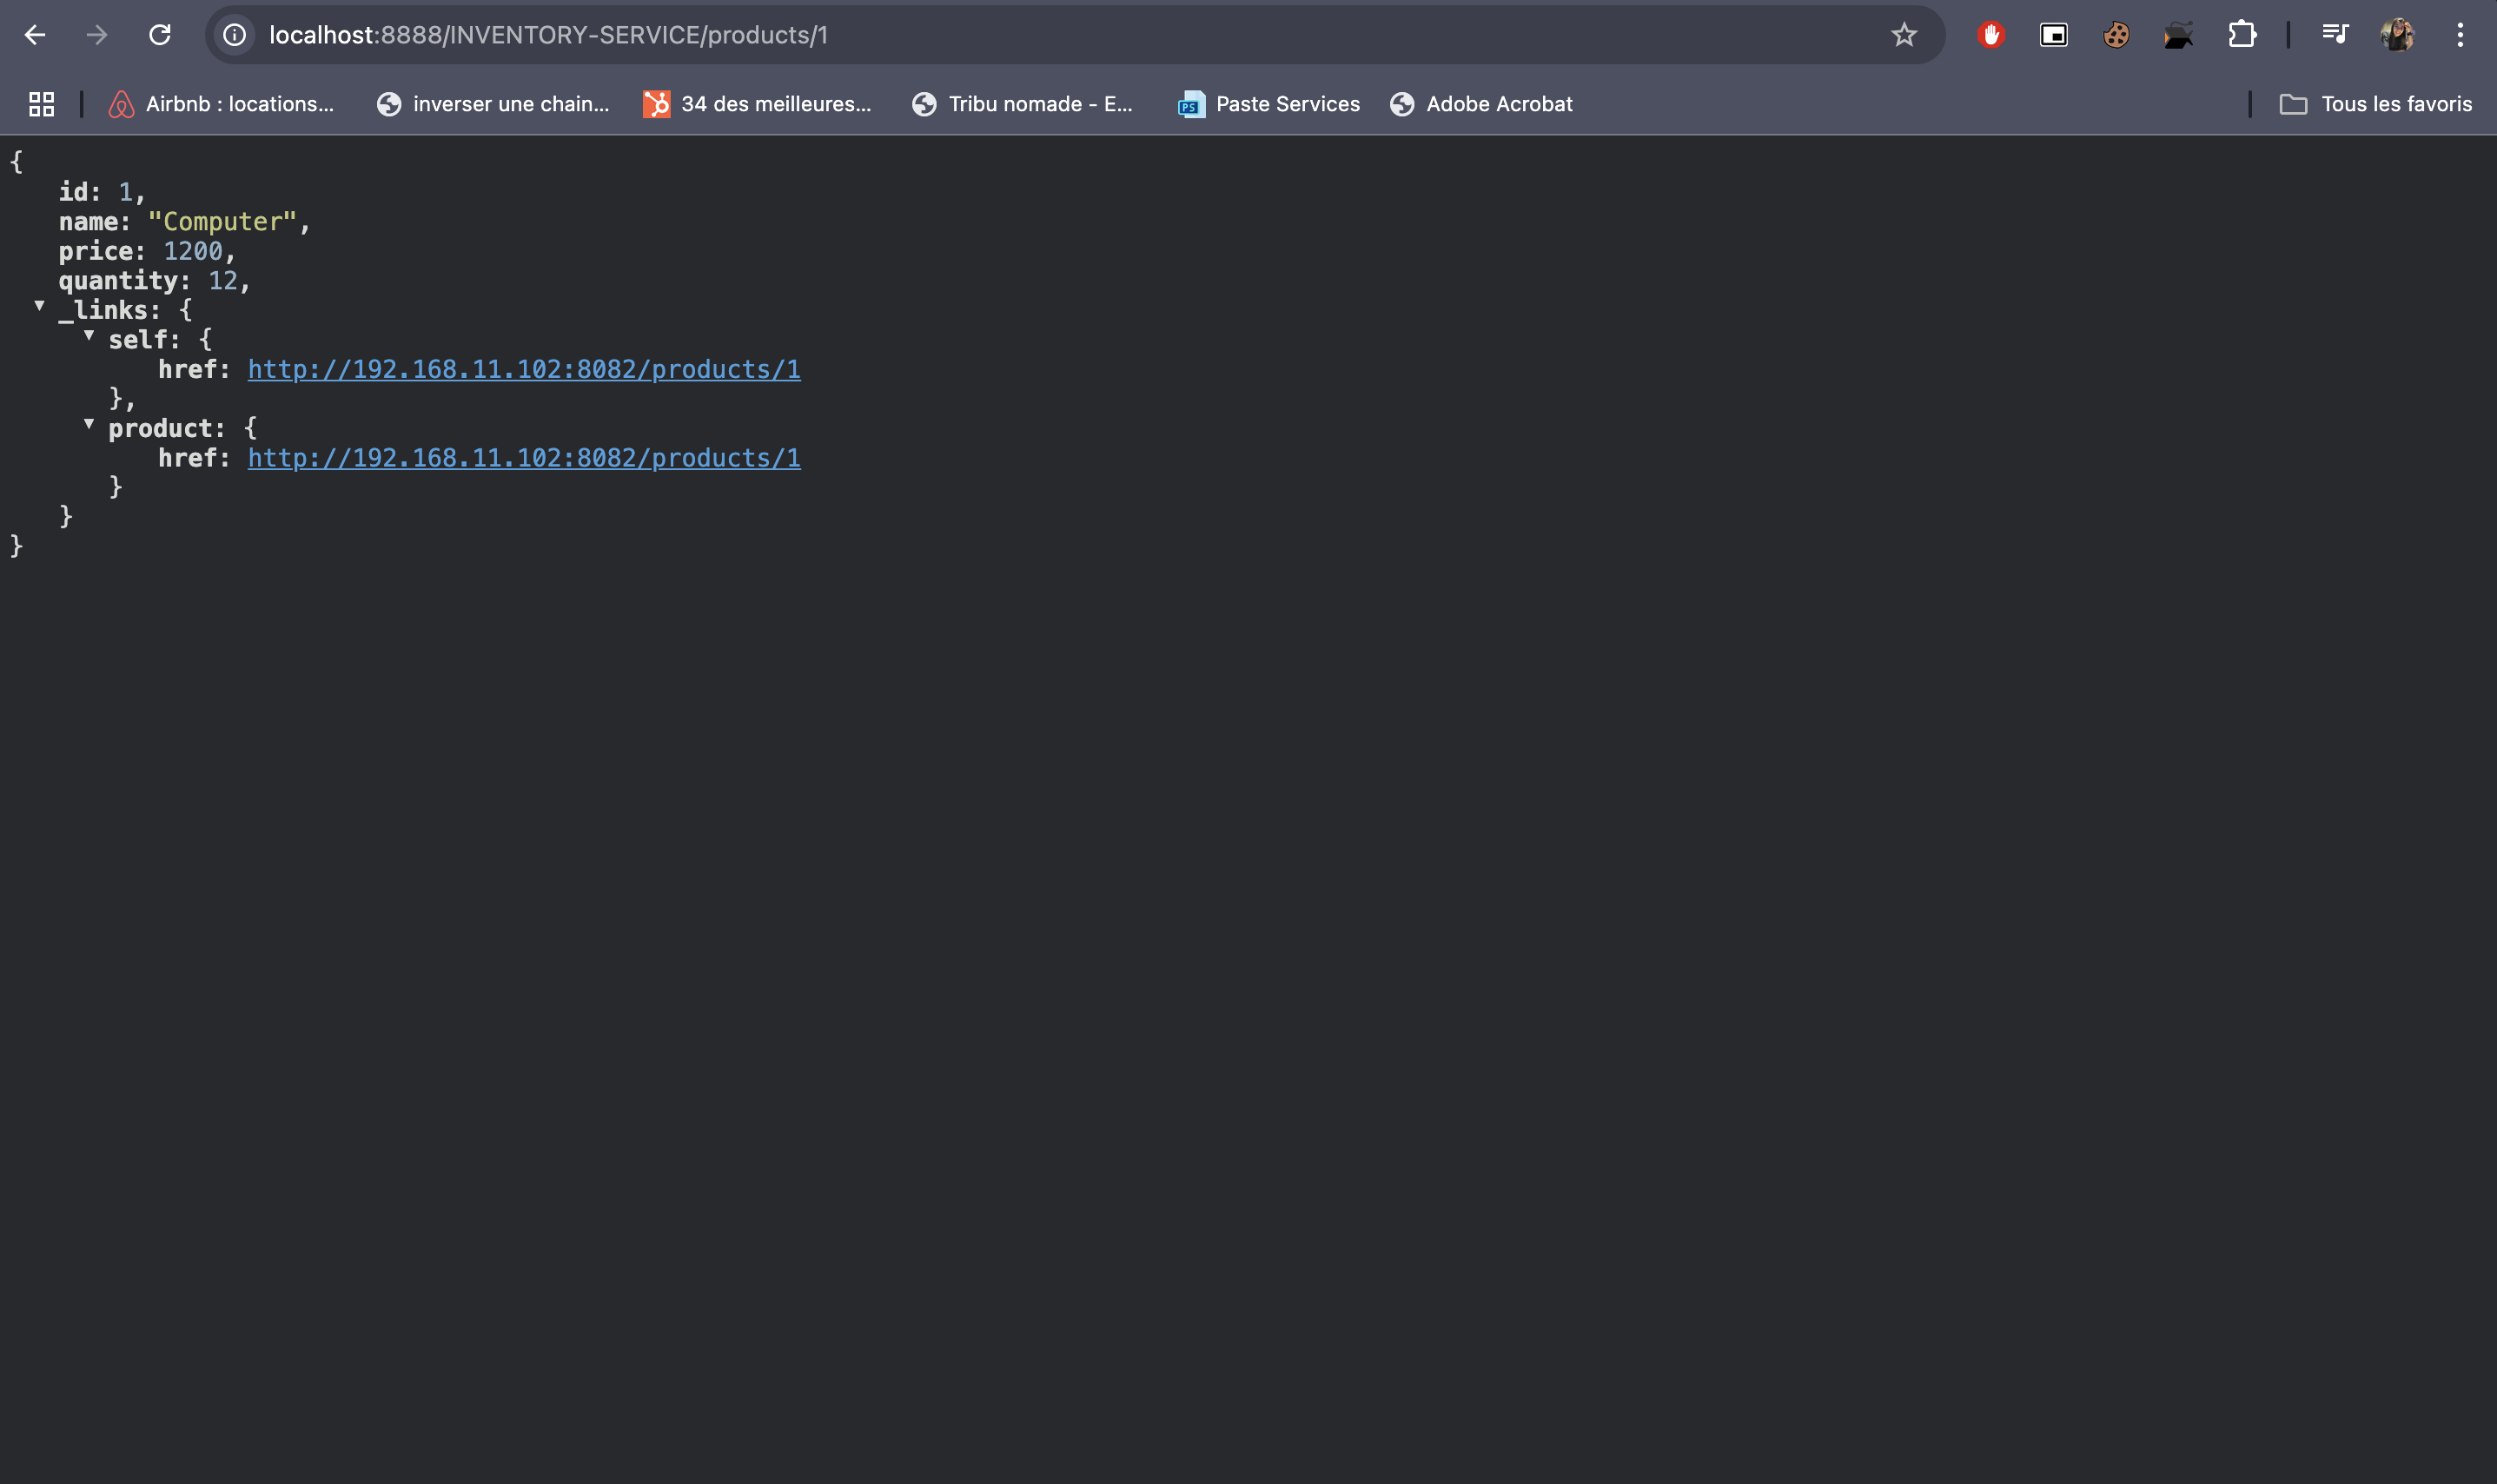 localhost:8888/INVENTORY-SERVICE/products/1
Airbnb : locations... inverser une chain... 34 des meilleures... Tribu nomade - E... PS Paste Services Adobe Acrobat Tous les favoris
{
id: 1,
name: "Computer",
price: 1200,
quantity: 12,
_links: {
self: {
href: http://192.168.11.102:8082/products/1
},
product: {
href: http://192.168.11.102:8082/products/1
}
}
}